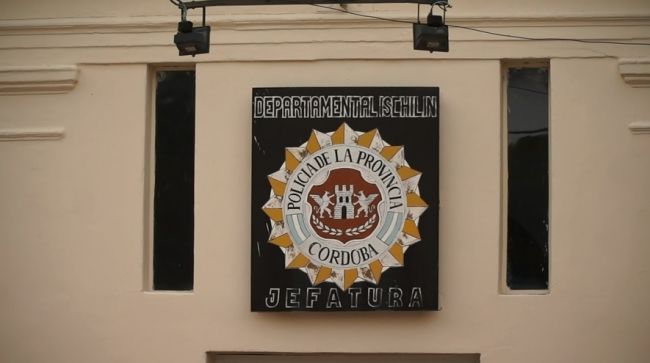 DEPARTAMENTAL ISCHILIN
POLICIA DE LA PROVINCIA
CORDOBA
JEFATURA